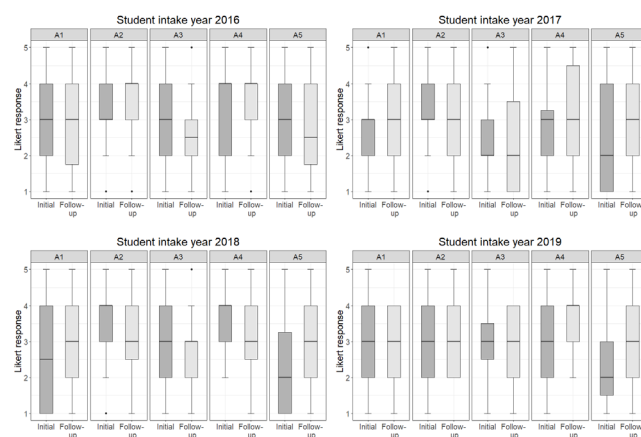 Student intake year 2016
A1 A2 A3 A4 A5
Likert response
5
4
3
2
1
Initial Follow-up Initial Follow-up Initial Follow-up Initial Follow-up Initial Follow-up
Student intake year 2017
A1 A2 A3 A4 A5
Likert response
5
4
3
2
1
Initial Follow-up Initial Follow-up Initial Follow-up Initial Follow-up Initial Follow-up
Student intake year 2018
A1 A2 A3 A4 A5
Likert response
5
4
3
2
1
Initial Follow-up Initial Follow-up Initial Follow-up Initial Follow-up Initial Follow-up
Student intake year 2019
A1 A2 A3 A4 A5
Likert response
5
4
3
2
1
Initial Follow-up Initial Follow-up Initial Follow-up Initial Follow-up Initial Follow-up